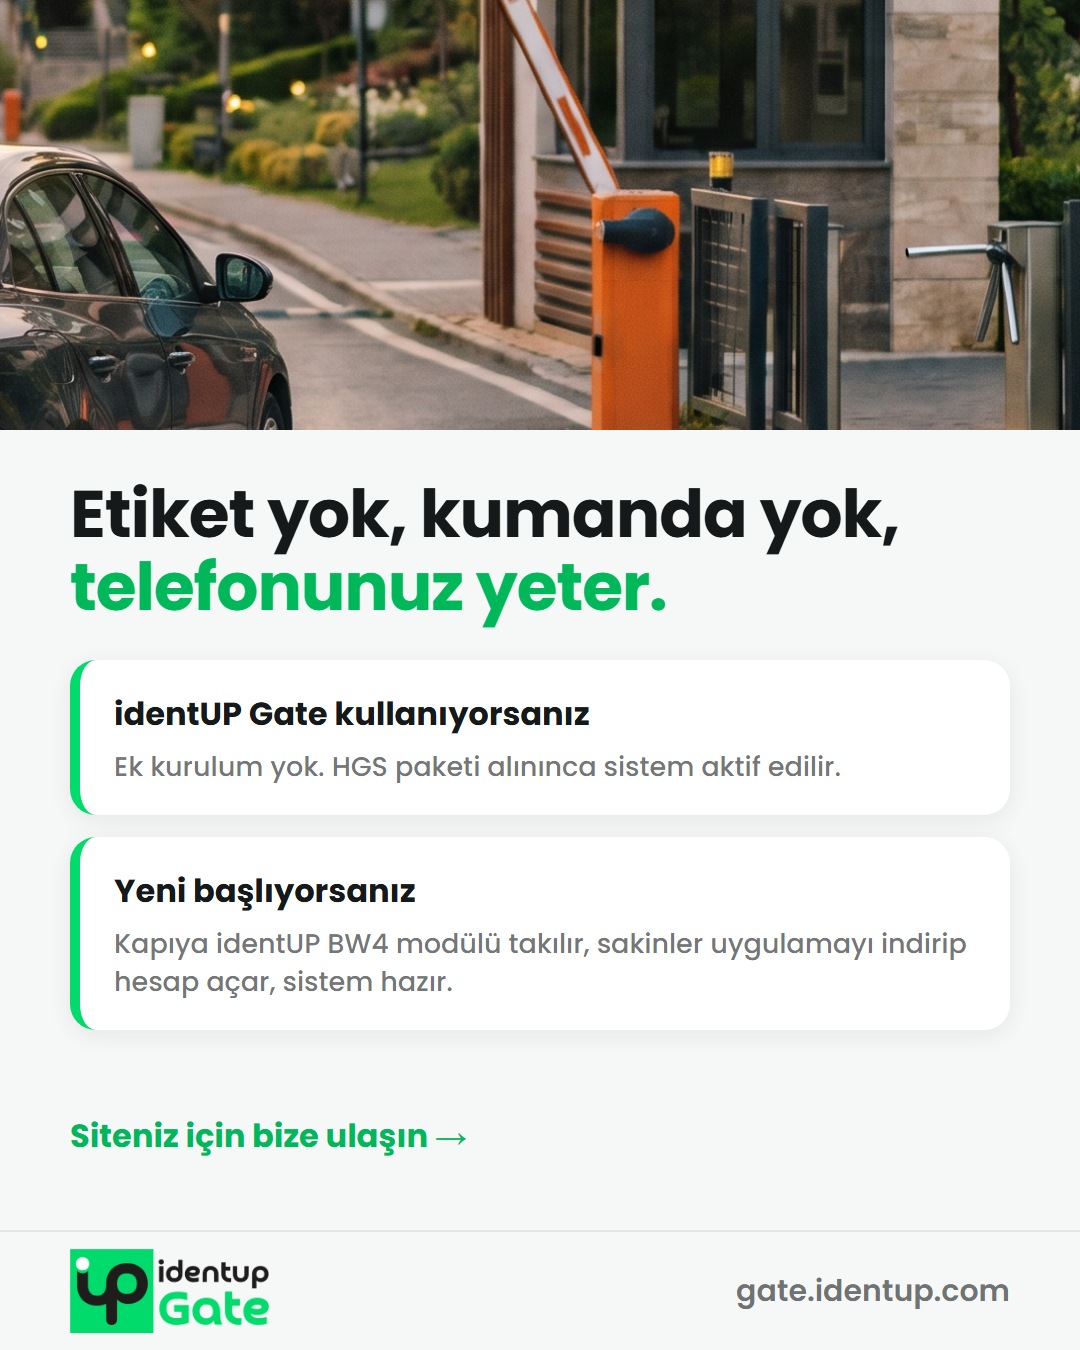 Etiket yok, kumanda yok,
telefonunuz yeter.
identUP Gate kullanıyorsanız
Ek kurulum yok. HGS paketi alınınca sistem aktif edilir.
Yeni başlıyorsanız
Kapıya identUP BW4 modülü takılır, sakinler uygulamayı indirip
hesap açar, sistem hazır.
Siteniz için bize ulaşın →
up identup
Gate
gate.identup.com